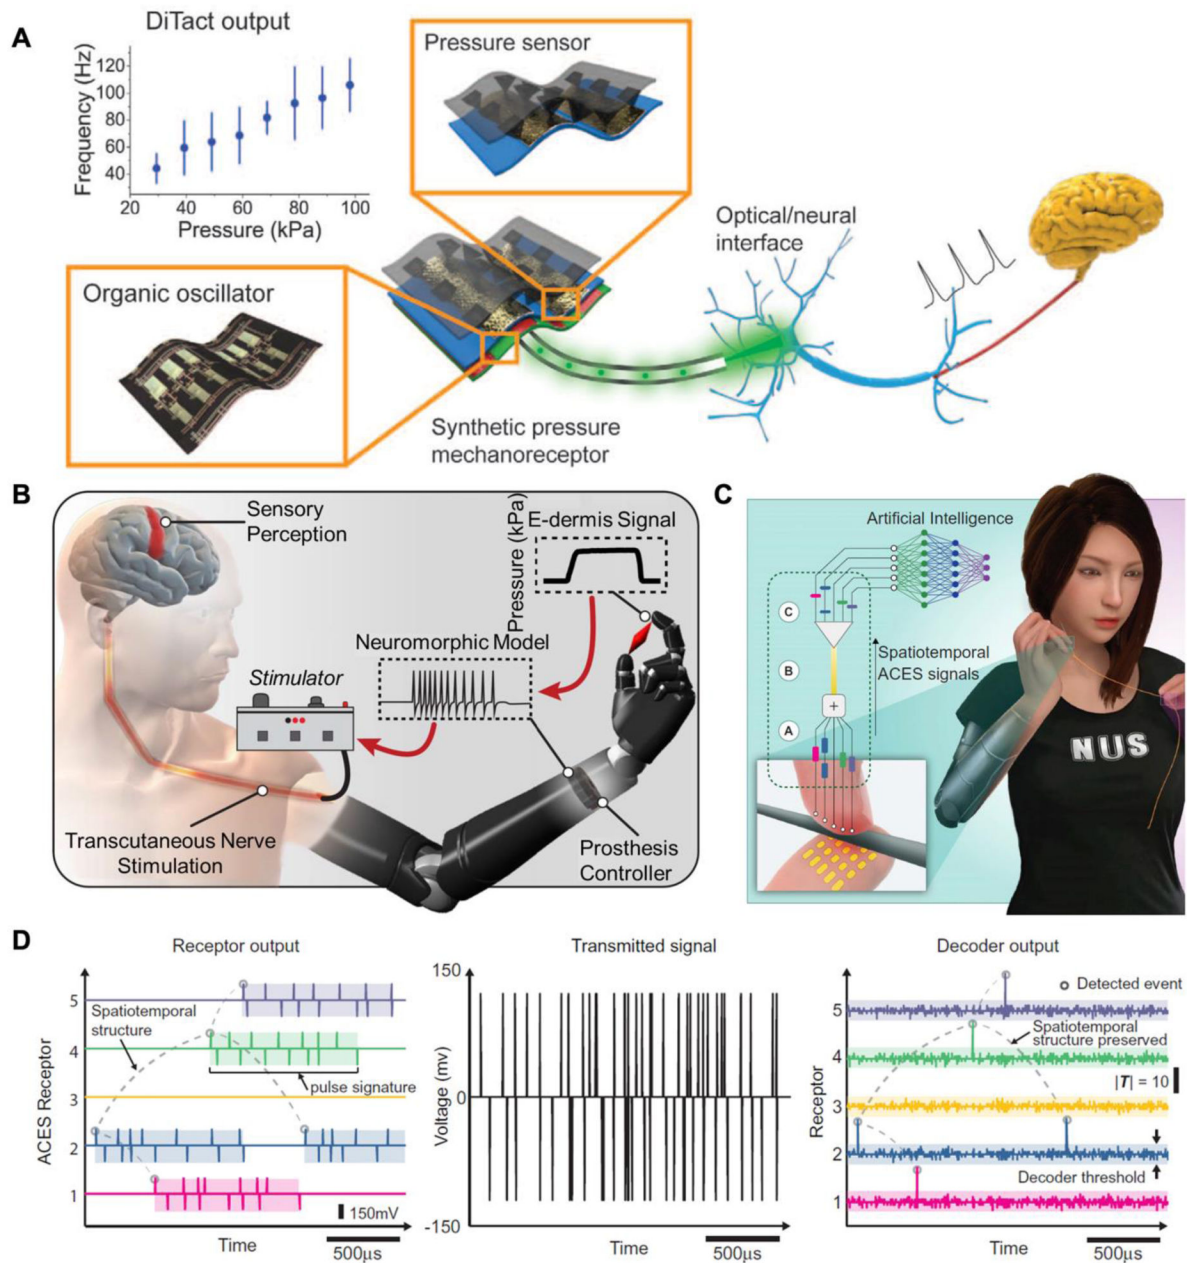 A
DiTact output
Frequency (Hz)
120
100
80
60
40
20
40
60
80
100
Pressure (kPa)
Pressure sensor
Organic oscillator
Optical/neural
interface
Synthetic pressure
mechanoreceptor
B
Sensory
Perception
Pressure (kPa)
E-dermis Signal
Neuromorphic Model
Stimulator
Transcutaneous Nerve
Stimulation
Prosthesis
Controller
C
Artificial Intelligence
C
B
A
Spatiotemporal
ACES signals
NUS
D
Receptor output
ACES Receptor
5
4
3
2
1
Spatiotemporal
structure
pulse signature
150mV
Time
500µs
Transmitted signal
Voltage (mv)
150
0
-150
Time
500µs
Decoder output
Receptor
5
4
3
2
1
Detected event
Spatiotemporal
structure preserved
|T| = 10
Decoder threshold
Time
500µs